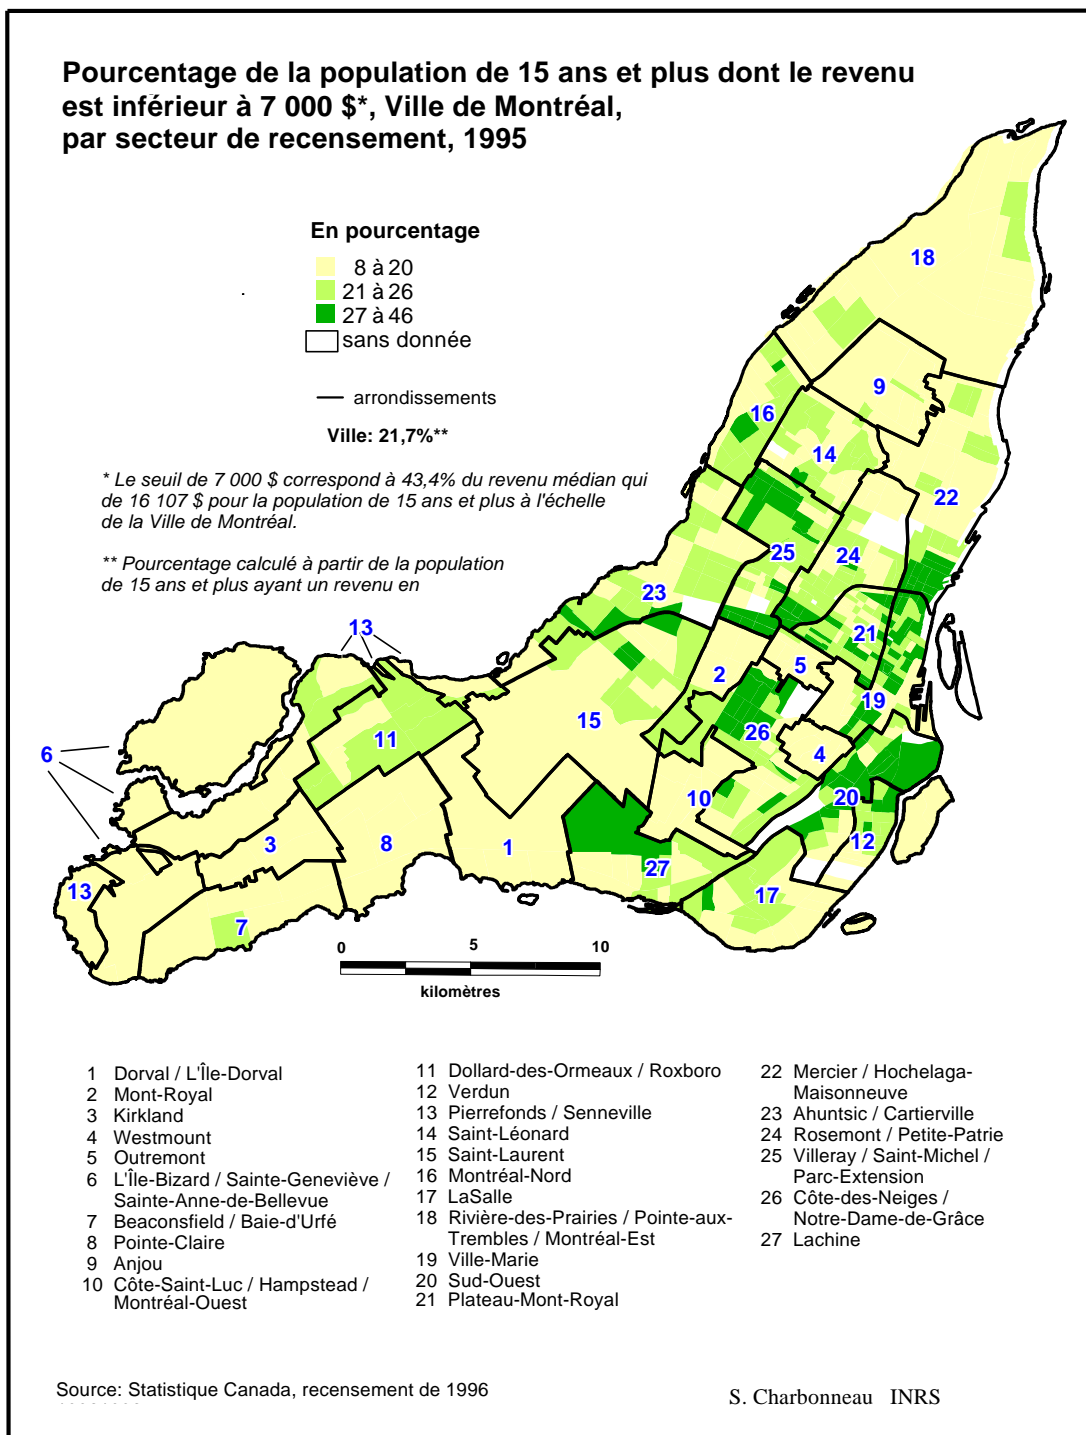 Pourcentage de la population de 15 ans et plus dont le revenu
est inférieur à 7 000 $*, Ville de Montréal,
par secteur de recensement, 1995
En pourcentage
8 à 20
21 à 26
27 à 46
sans donnée
arrondissements
Ville: 21,7%**
* Le seuil de 7 000 $ correspond à 43,4% du revenu médian qui
de 16 107 $ pour la population de 15 ans et plus à l'échelle
de la Ville de Montréal.
** Pourcentage calculé à partir de la population
de 15 ans et plus ayant un revenu en
18
9
16
14
22
25
24
23
21
13
2
5
19
15
11
26
6
4
10
20
12
3
8
1
27
13
17
7
0 5 10
kilomètres
1 Dorval / L'Île-Dorval
2 Mont-Royal
3 Kirkland
4 Westmount
5 Outremont
6 L'Île-Bizard / Sainte-Geneviève /
Sainte-Anne-de-Bellevue
7 Beaconsfield / Baie-d'Urfé
8 Pointe-Claire
9 Anjou
10 Côte-Saint-Luc / Hampstead /
Montréal-Ouest
11 Dollard-des-Ormeaux / Roxboro
12 Verdun
13 Pierrefonds / Senneville
14 Saint-Léonard
15 Saint-Laurent
16 Montréal-Nord
17 LaSalle
18 Rivière-des-Prairies / Pointe-aux-
Trembles / Montréal-Est
19 Ville-Marie
20 Sud-Ouest
21 Plateau-Mont-Royal
22 Mercier / Hochelaga-
Maisonneuve
23 Ahuntsic / Cartierville
24 Rosemont / Petite-Patrie
25 Villeray / Saint-Michel /
Parc-Extension
26 Côte-des-Neiges /
Notre-Dame-de-Grâce
27 Lachine
Source: Statistique Canada, recensement de 1996
S. Charbonneau INRS